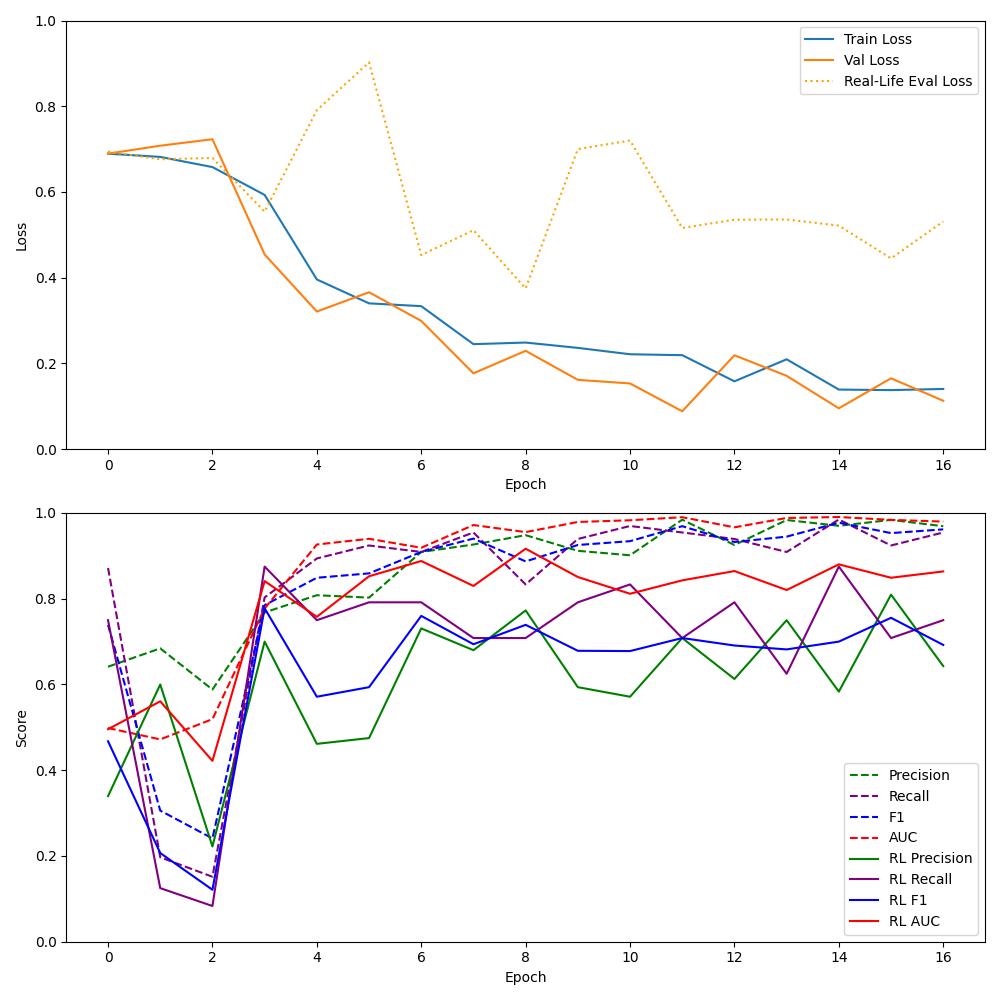 1.0
0.8
0.6
0.4
0.2
0.0
Loss
0 2 4 6 8 10 12 14 16
Epoch
Train Loss
Val Loss
Real-Life Eval Loss
1.0
0.8
0.6
0.4
0.2
0.0
Score
0 2 4 6 8 10 12 14 16
Epoch
Precision
Recall
F1
AUC
RL Precision
RL Recall
RL F1
RL AUC